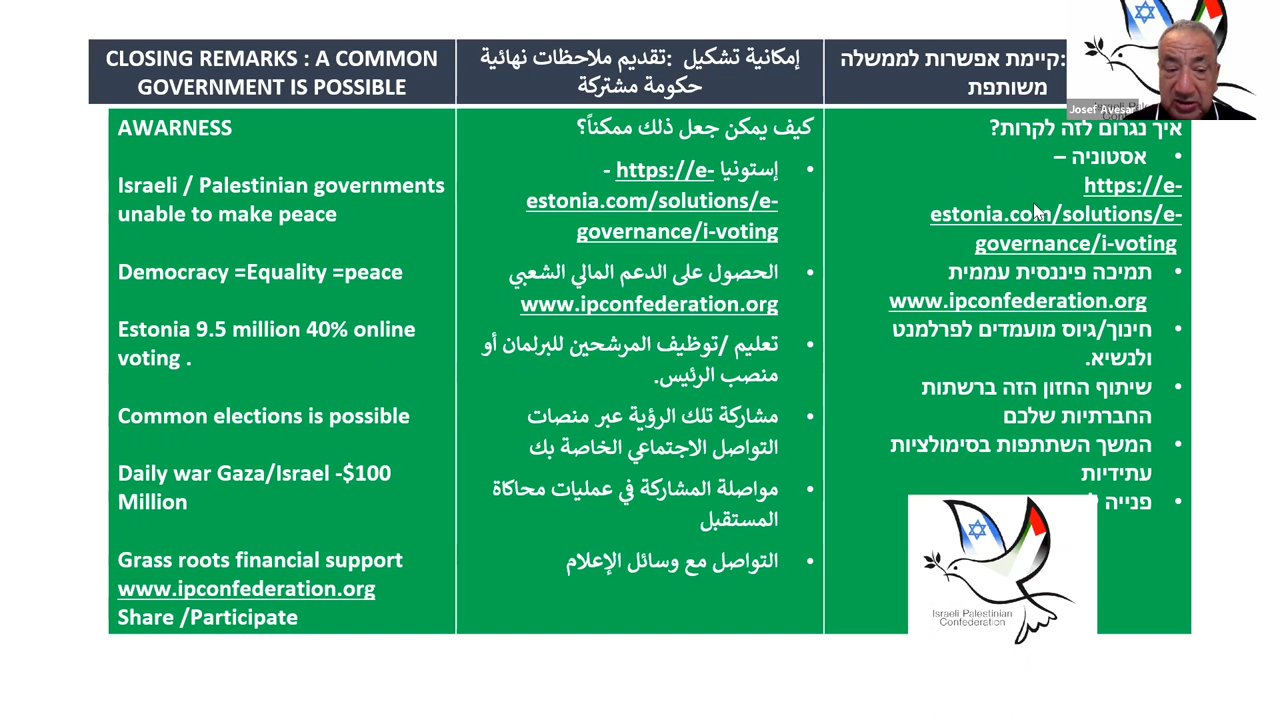 CLOSING REMARKS : A COMMON
GOVERNMENT IS POSSIBLE
AWARNESS
Israeli / Palestinian governments
unable to make peace
Democracy =Equality =peace
Estonia 9.5 million 40% online
voting .
Common elections is possible
Daily war Gaza/Israel -$100
Million
Grass roots financial support
www.ipconfederation.org
Share /Participate
إمكانية تشكيل :تقديم ملاحظات نهائية
حكومة مشتركة
كيف يمكن جعل ذلك ممكناً؟
• إستونيا https://e- -
estonia.com/solutions/e-
governance/i-voting
• الحصول على الدعم المالي الشعبي
www.ipconfederation.org
• تعليم /توظيف المرشحين للبرلمان أو
منصب الرئيس.
• مشاركة تلك الرؤية عبر منصات
التواصل الاجتماعي الخاصة بك
• مواصلة المشاركة في عمليات محاكاة
المستقبل
• التواصل مع وسائل الإعلام
:קיימת אפשרות לממשלה
משותפת
איך נגרום לזה לקרות?
• אסטוניה –
https://e-
estonia.com/solutions/e-
governance/i-voting
• תמיכה פיננסית עממית
www.ipconfederation.org
• חינוך/גיוס מועמדים לפרלמנט
ולנשיא.
• שיתוף החזון הזה ברשתות
החברתיות שלכם
• המשך השתתפות בסימולציות
עתידיות
• פנייה
Josef Avesar
Israeli Palestinian
Confederation